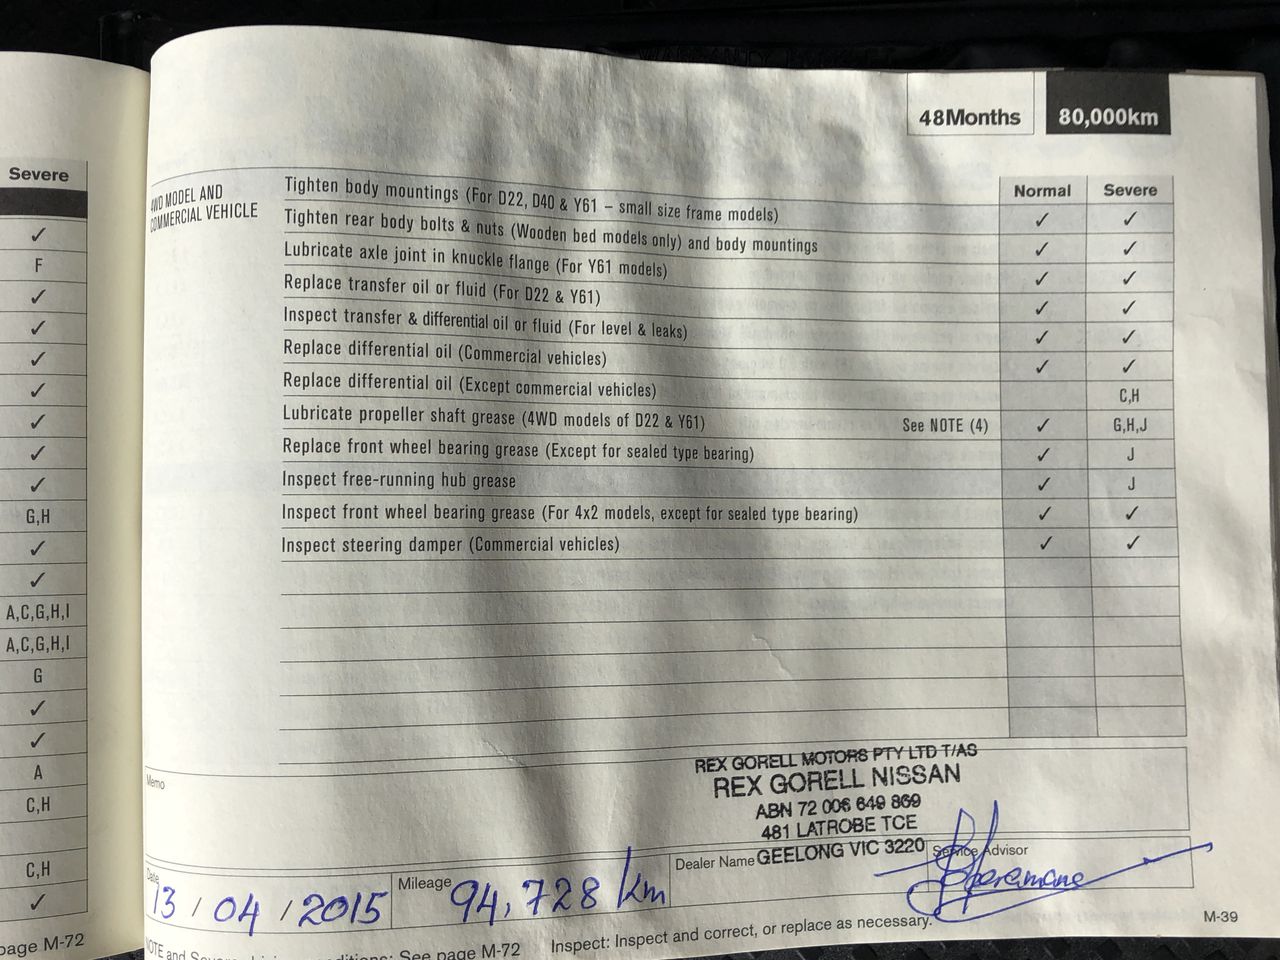 48Months 80,000km
Severe
✓
F
✓
✓
✓
✓
✓
✓
✓
G,H
✓
✓
A,C,G,H,I
A,C,G,H,I
G
✓
✓
A
C,H
C,H
✓
page M-72
4WD MODEL AND
COMMERCIAL VEHICLE
Normal Severe
Tighten body mountings (For D22, D40 & Y61 – small size frame models) ✓ ✓
Tighten rear body bolts & nuts (Wooden bed models only) and body mountings ✓ ✓
Lubricate axle joint in knuckle flange (For Y61 models) ✓ ✓
Replace transfer oil or fluid (For D22 & Y61) ✓ ✓
Inspect transfer & differential oil or fluid (For level & leaks) ✓ ✓
Replace differential oil (Commercial vehicles) ✓ ✓
Replace differential oil (Except commercial vehicles) C,H
Lubricate propeller shaft grease (4WD models of D22 & Y61) See NOTE (4) ✓ G,H,J
Replace front wheel bearing grease (Except for sealed type bearing) ✓ J
Inspect free-running hub grease ✓ J
Inspect front wheel bearing grease (For 4x2 models, except for sealed type bearing) ✓ ✓
Inspect steering damper (Commercial vehicles) ✓ ✓
Memo
REX GORELL MOTORS PTY LTD T/AS
REX GORELL NISSAN
ABN 72 006 649 869
481 LATROBE TCE
GEELONG VIC 3220
Date 13 / 04 / 2015
Mileage 94,728 km
Dealer Name
Service Advisor
NOTE and Severe driving conditions: See page M-72
Inspect: Inspect and correct, or replace as necessary.
M-39